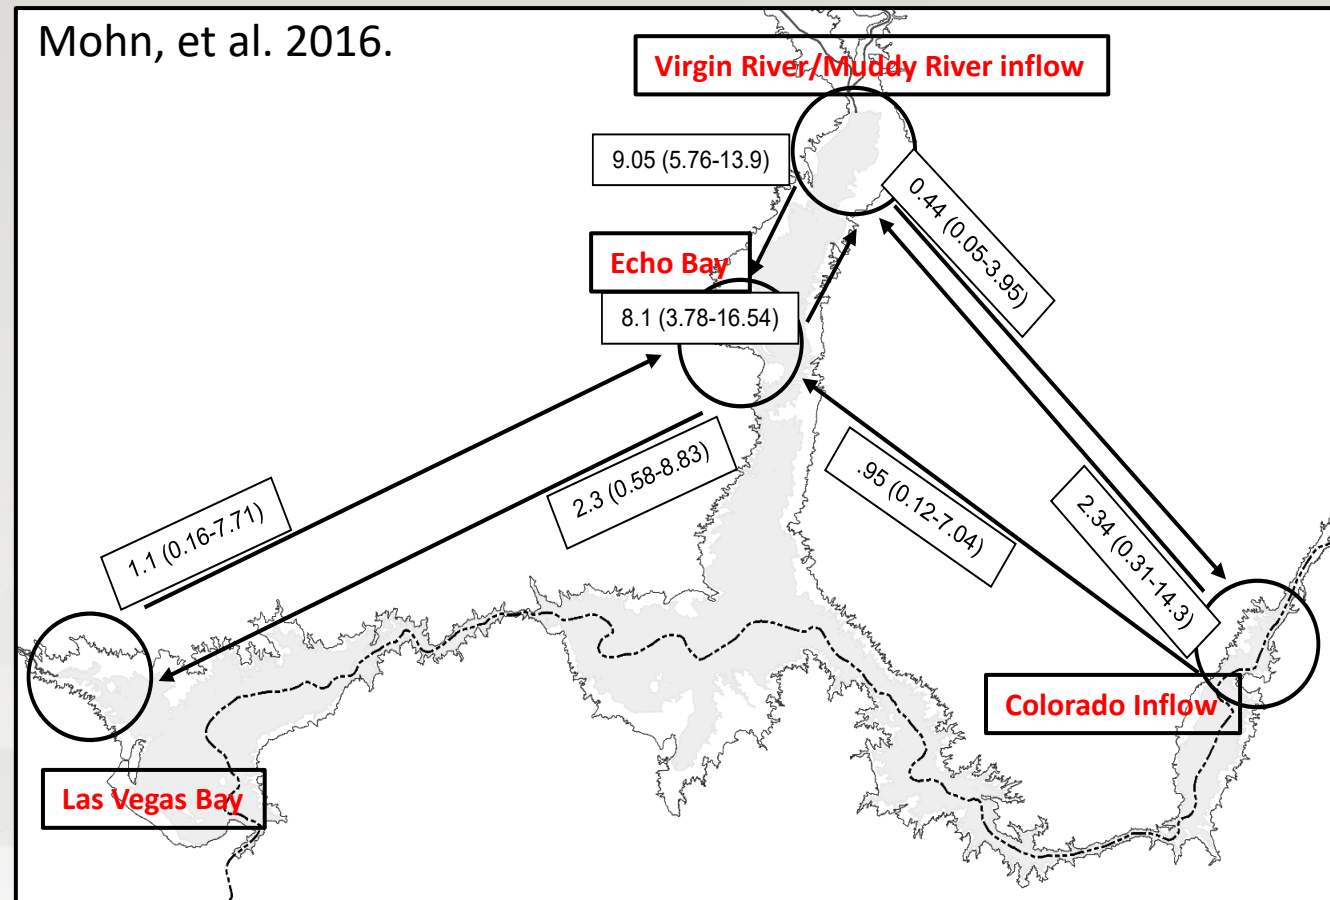 Mohn, et al. 2016.
Virgin River/Muddy River inflow
9.05 (5.76-13.9)
0.44 (0.05-3.95)
Echo Bay
8.1 (3.78-16.54)
2.3 (0.58-8.83)
.95 (0.12-7.04)
1.1 (0.16-7.71)
2.34 (0.31-14.3)
Colorado Inflow
Las Vegas Bay